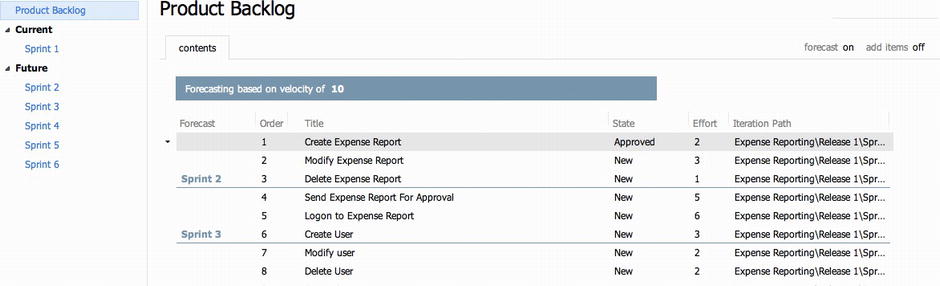 Product Backlog
Current
Sprint 1
Future
Sprint 2
Sprint 3
Sprint 4
Sprint 5
Sprint 6
Product Backlog
contents
forecast on add items off
Forecasting based on velocity of 10
Forecast Order Title State Effort Iteration Path
1 Create Expense Report Approved 2 Expense Reporting\Release 1\Spr...
2 Modify Expense Report New 3 Expense Reporting\Release 1\Spr...
Sprint 2 3 Delete Expense Report New 1 Expense Reporting\Release 1\Spr...
4 Send Expense Report For Approval New 5 Expense Reporting\Release 1\Spr...
5 Logon to Expense Report New 6 Expense Reporting\Release 1\Spr...
Sprint 3 6 Create User New 3 Expense Reporting\Release 1\Spr...
7 Modify user New 2 Expense Reporting\Release 1\Spr...
8 Delete User New 2 Expense Reporting\Release 1\Spr...